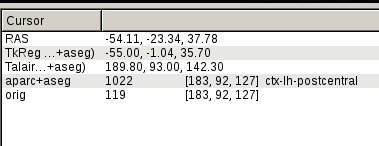 Cursor
RAS -54.11, -23.34, 37.78
TkReg ...+aseg) -55.00, -1.04, 35.70
Talair...+aseg) 189.80, 93.00, 142.30
aparc+aseg 1022 [183, 92, 127] ctx-lh-postcentral
orig 119 [183, 92, 127]